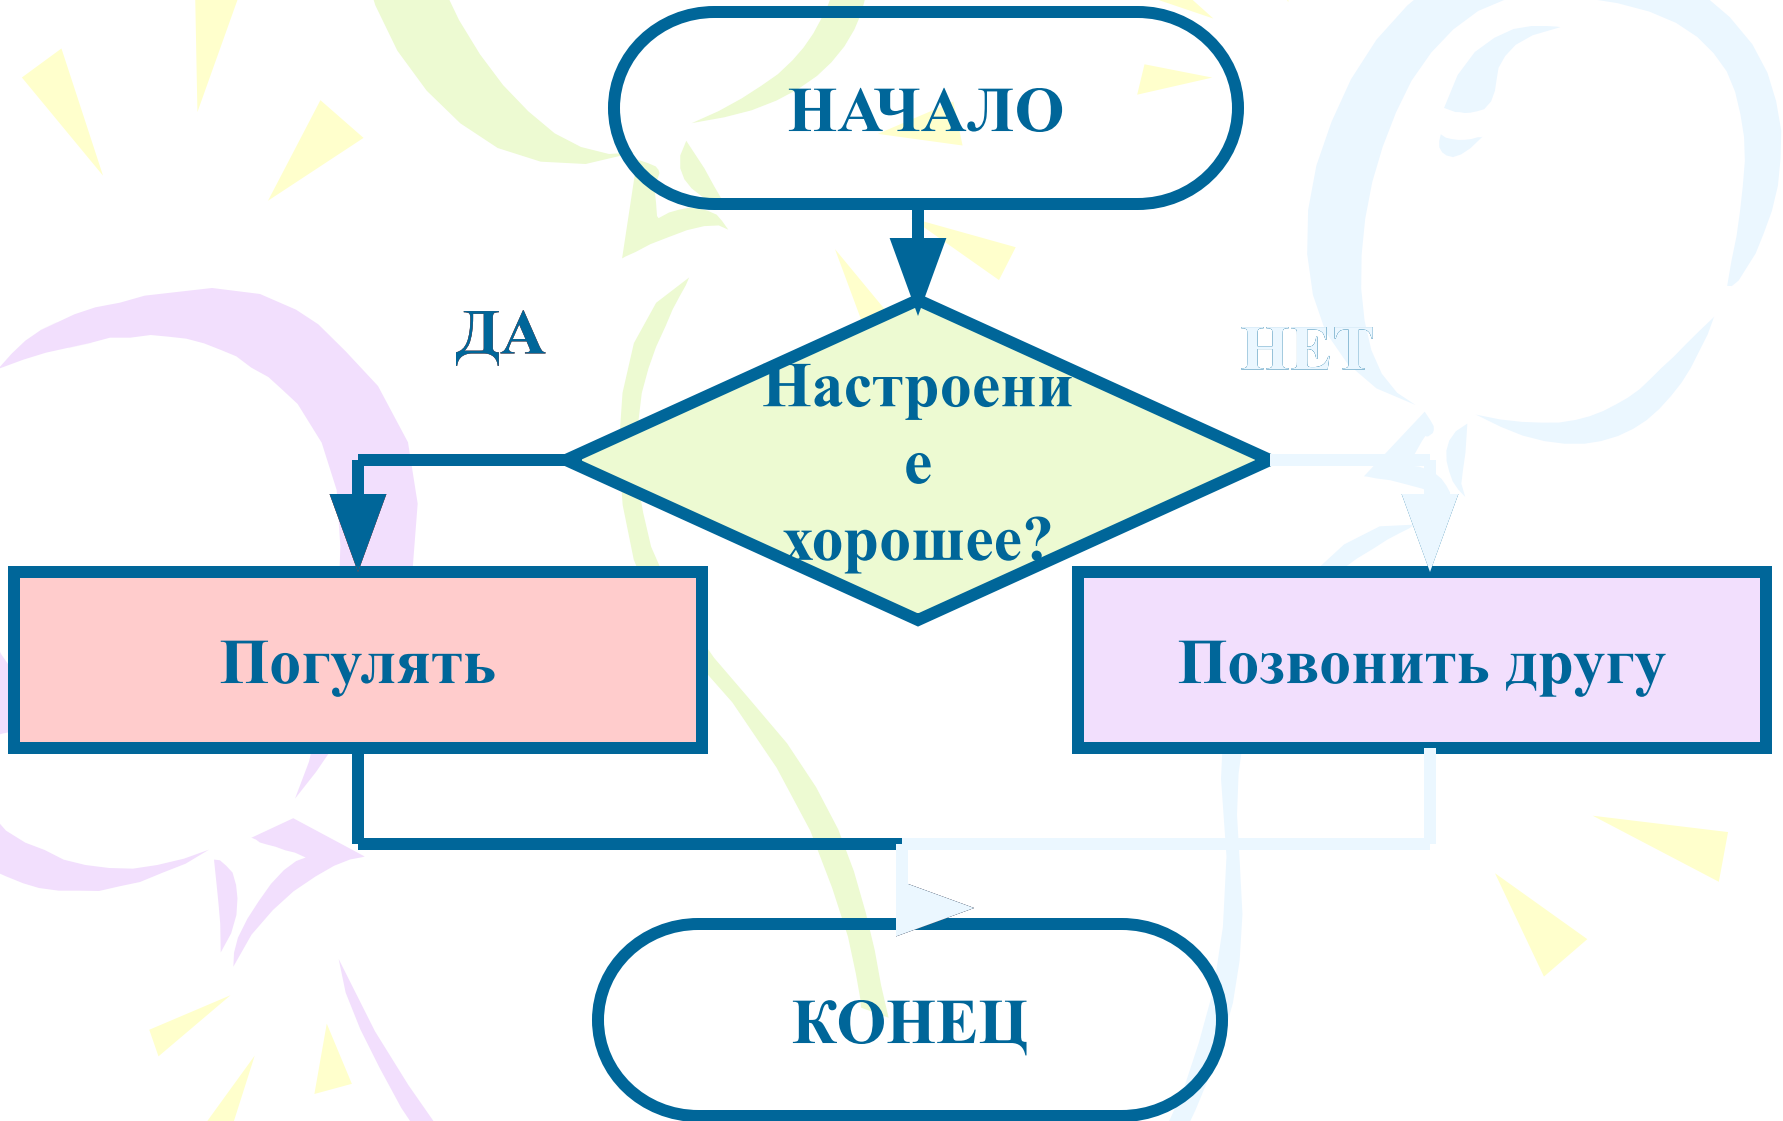 НАЧАЛО
ДА
НЕТ
Настроени
е
хорошее?
Погулять
Позвонить другу
КОНЕЦ